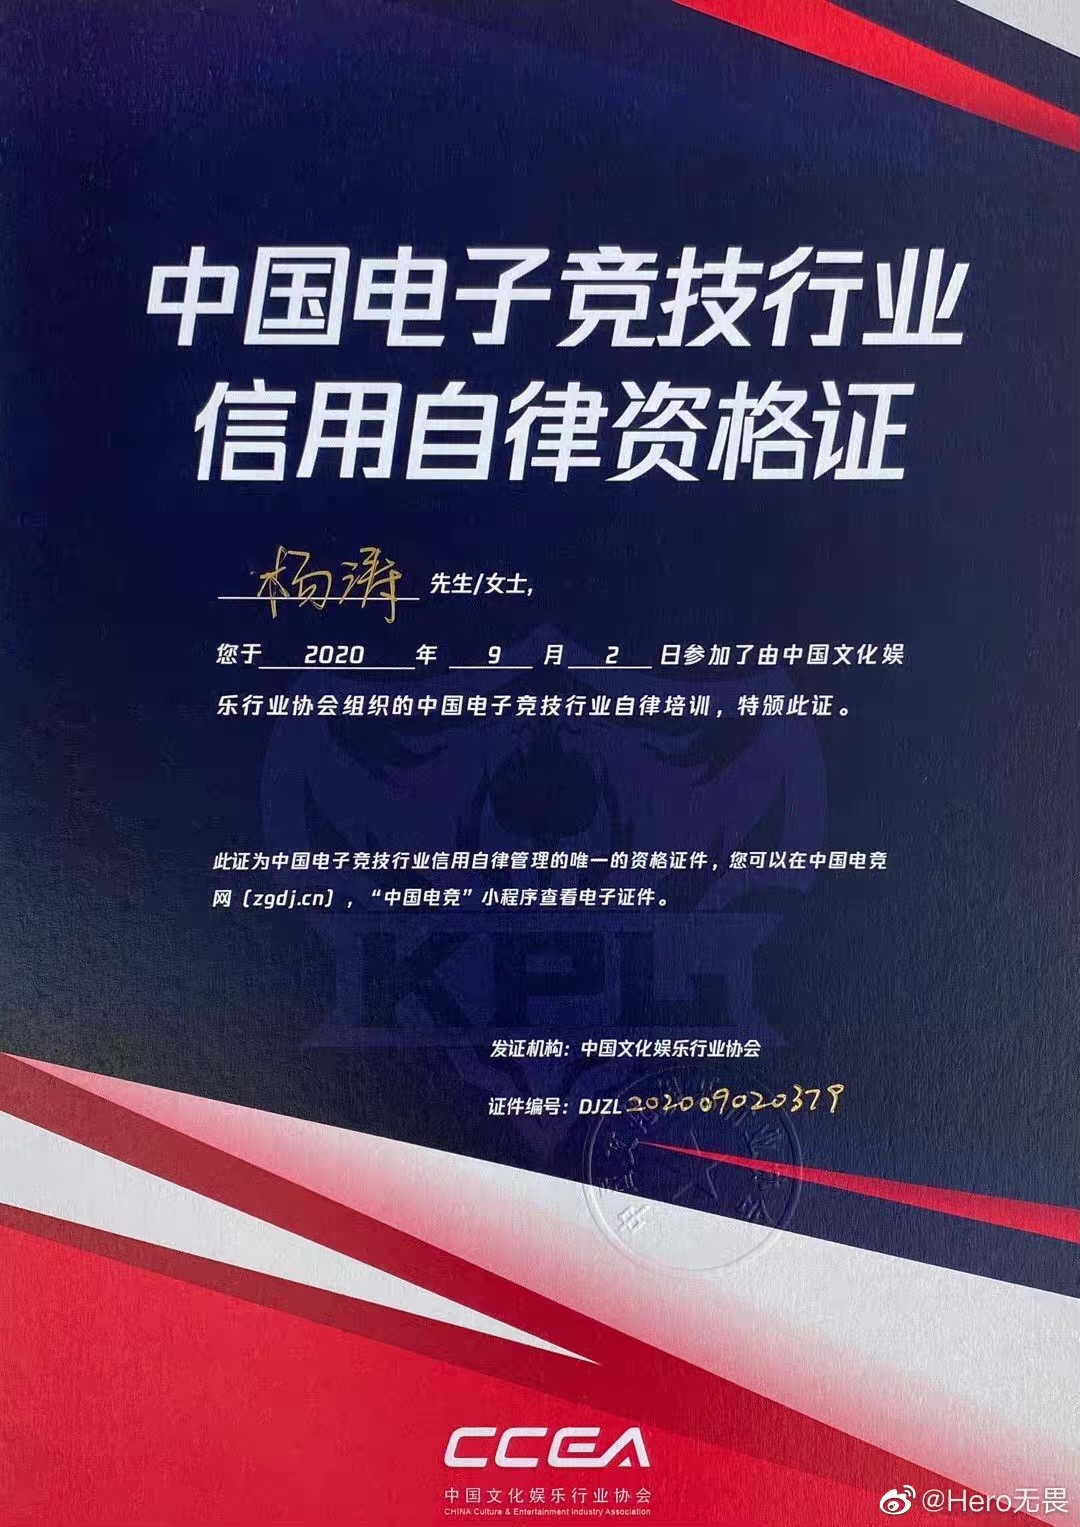 中国电子竞技行业
信用自律资格证
杨涛 先生/女士，
您于 2020 年 9 月 2 日参加了由中国文化娱
乐行业协会组织的中国电子竞技行业自律培训，特颁此证。
此证为中国电子竞技行业信用自律管理的唯一的资格证件，您可以在中国电竞
网（zgdj.cn），“中国电竞”小程序查看电子证件。
KPL
发证机构：中国文化娱乐行业协会
证件编号：DJZL202009020379
CCEA
中国文化娱乐行业协会
CHINA Culture & Entertainment Industry Association
@Hero无畏